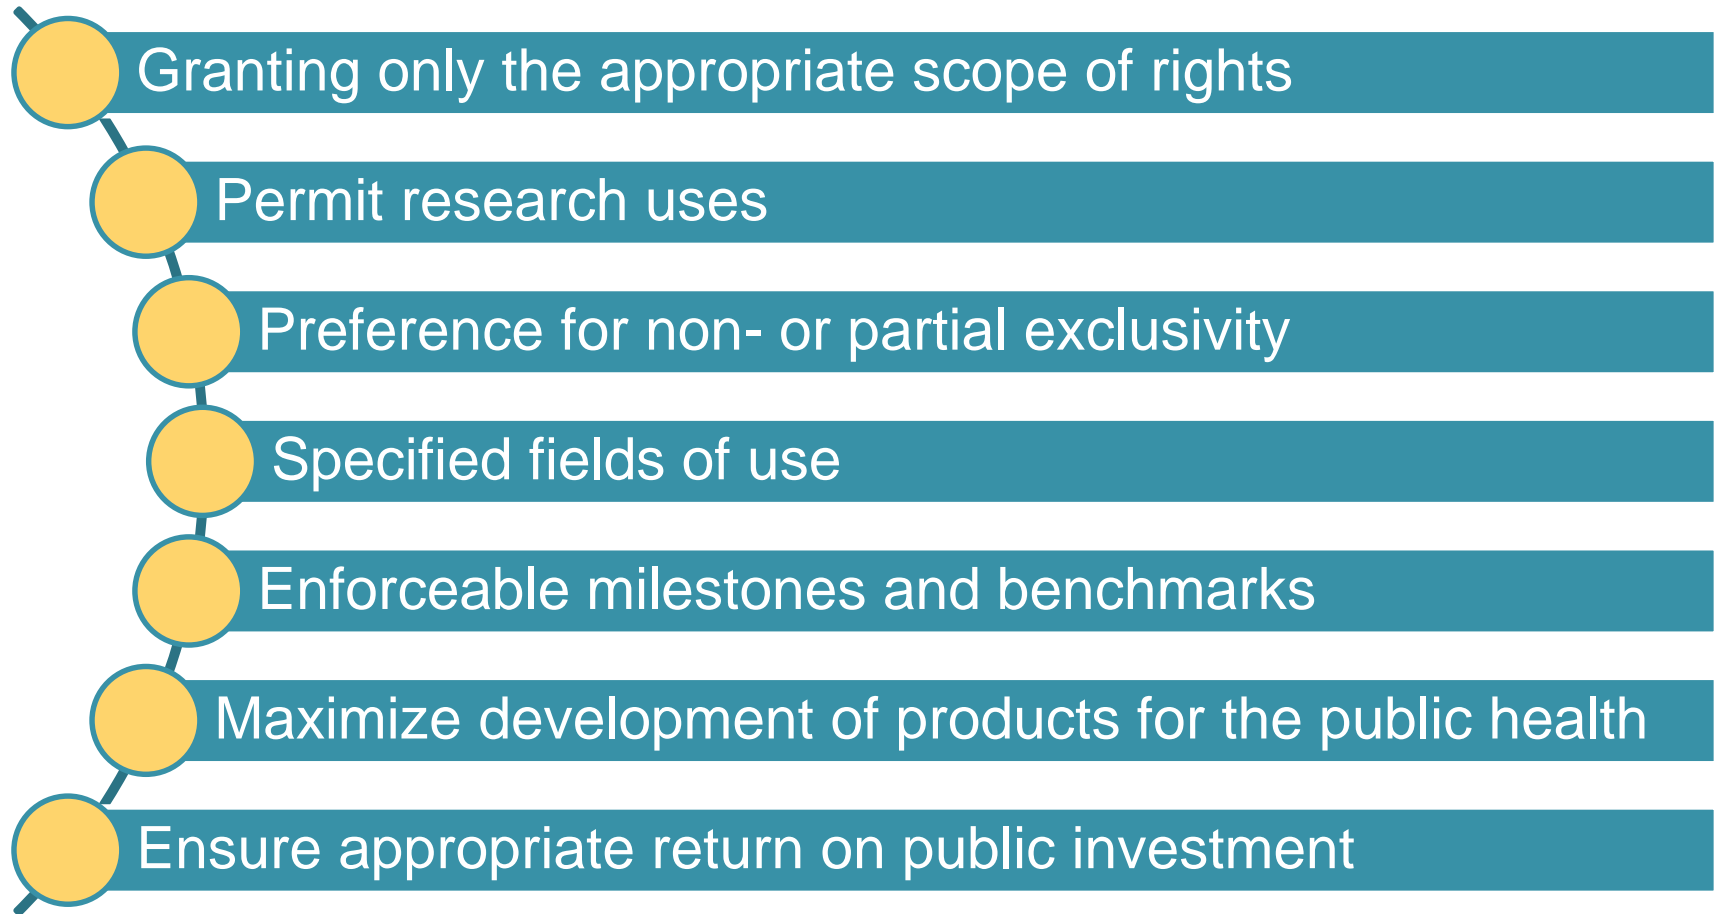 Granting only the appropriate scope of rights
Permit research uses
Preference for non- or partial exclusivity
Specified fields of use
Enforceable milestones and benchmarks
Maximize development of products for the public health
Ensure appropriate return on public investment